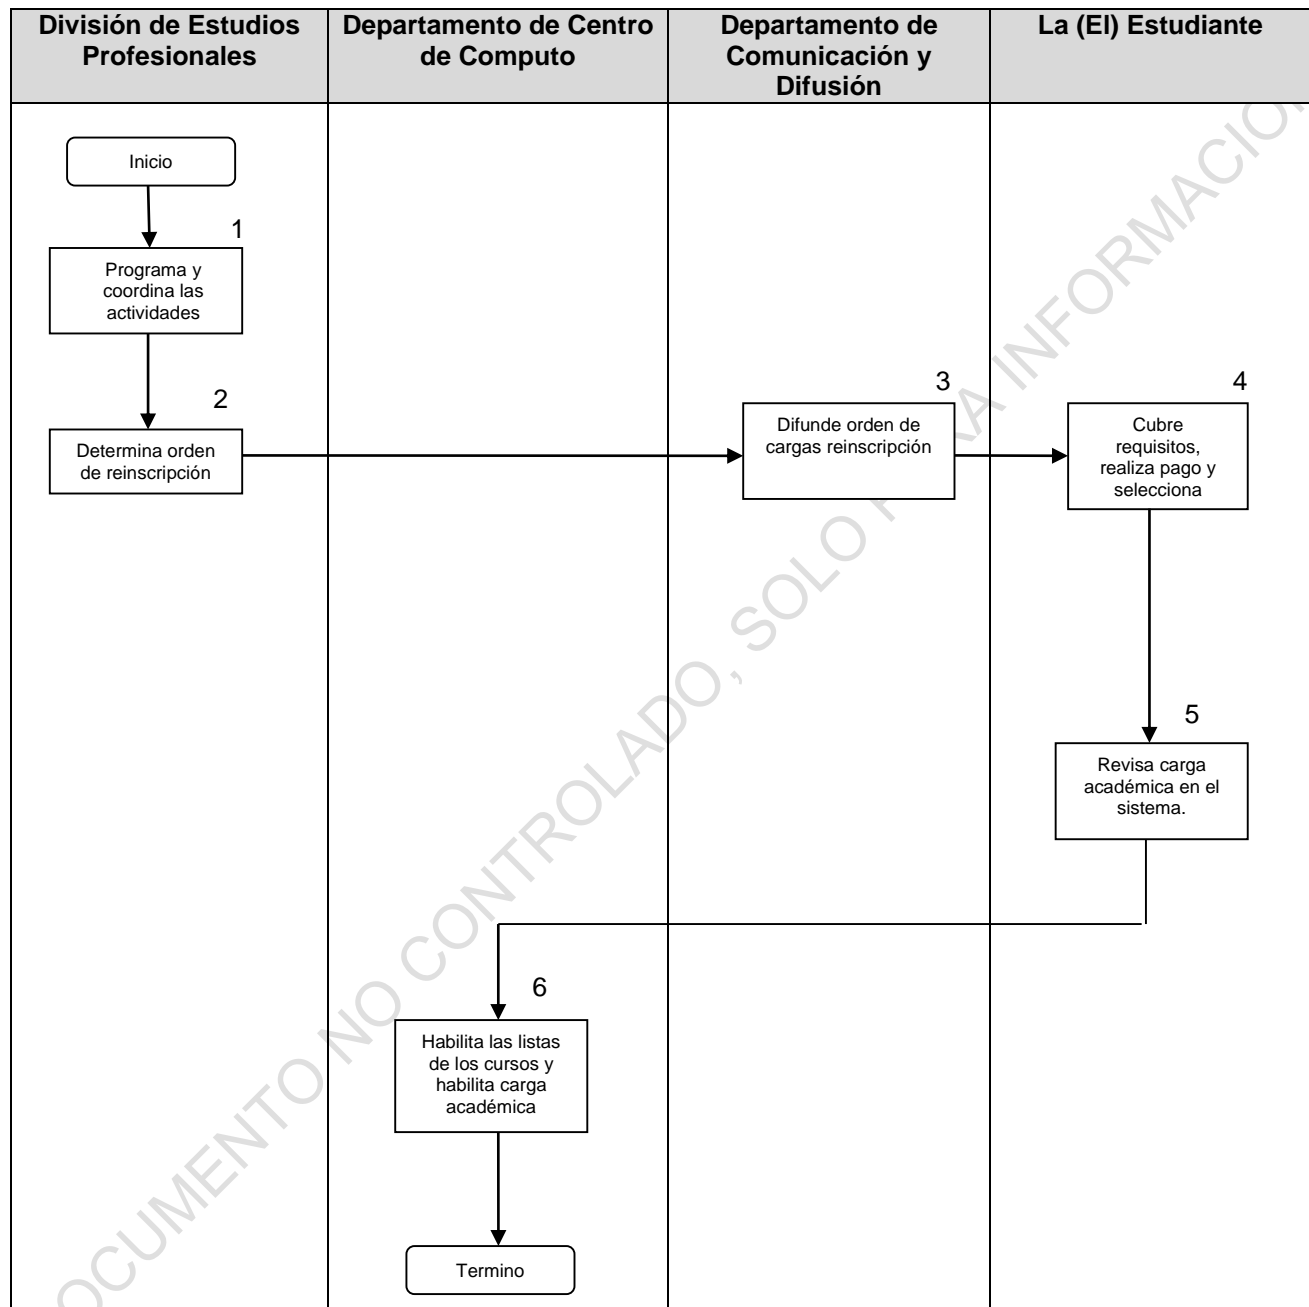 División de Estudios
Profesionales
Departamento de Centro
de Computo
Departamento de
Comunicación y
Difusión
La (El) Estudiante
Inicio
1
Programa y
coordina las
actividades
2
Determina orden
de reinscripción
3
Difunde orden de
cargas reinscripción
4
Cubre
requisitos,
realiza pago y
selecciona
5
Revisa carga
académica en el
sistema.
6
Habilita las listas
de los cursos y
habilita carga
académica
Termino
OCUMENTO NO CONTROLADO, SOLO PARA INFORMACION